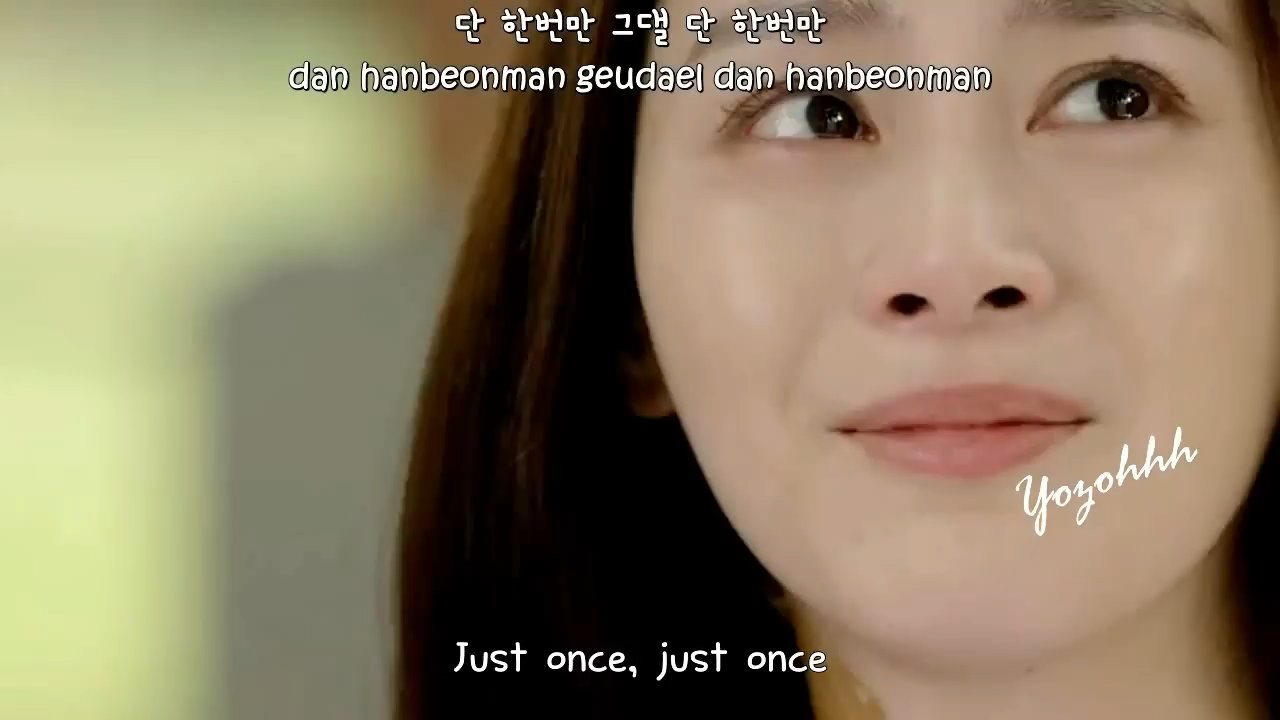 단 한번만 그댈 단 한번만
dan hanbeonman geudael dan hanbeonman
Yozohhh
Just once, just once